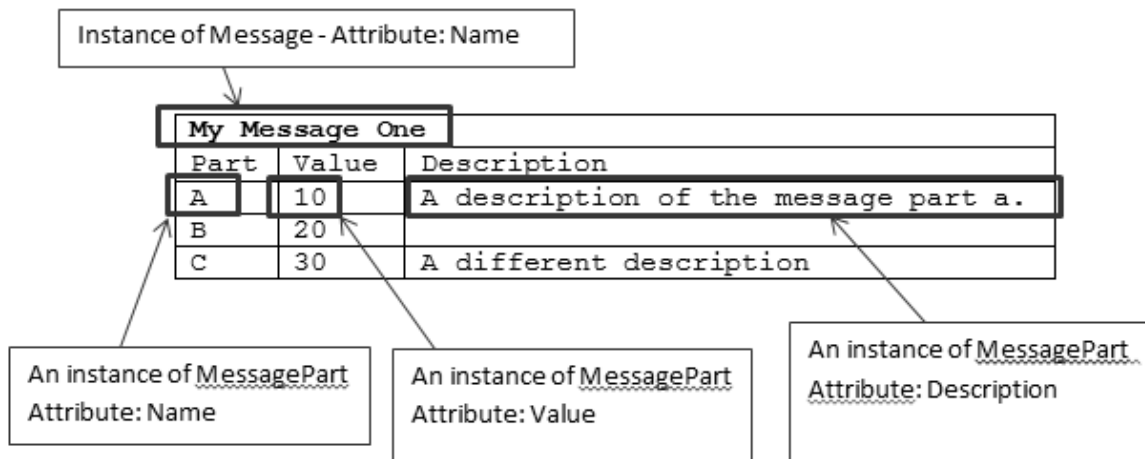 Instance of Message - Attribute: Name
My Message One
Part Value Description
A 10 A description of the message part a.
B 20
C 30 A different description
An instance of MessagePart
Attribute: Name
An instance of MessagePart
Attribute: Value
An instance of MessagePart
Attribute: Description